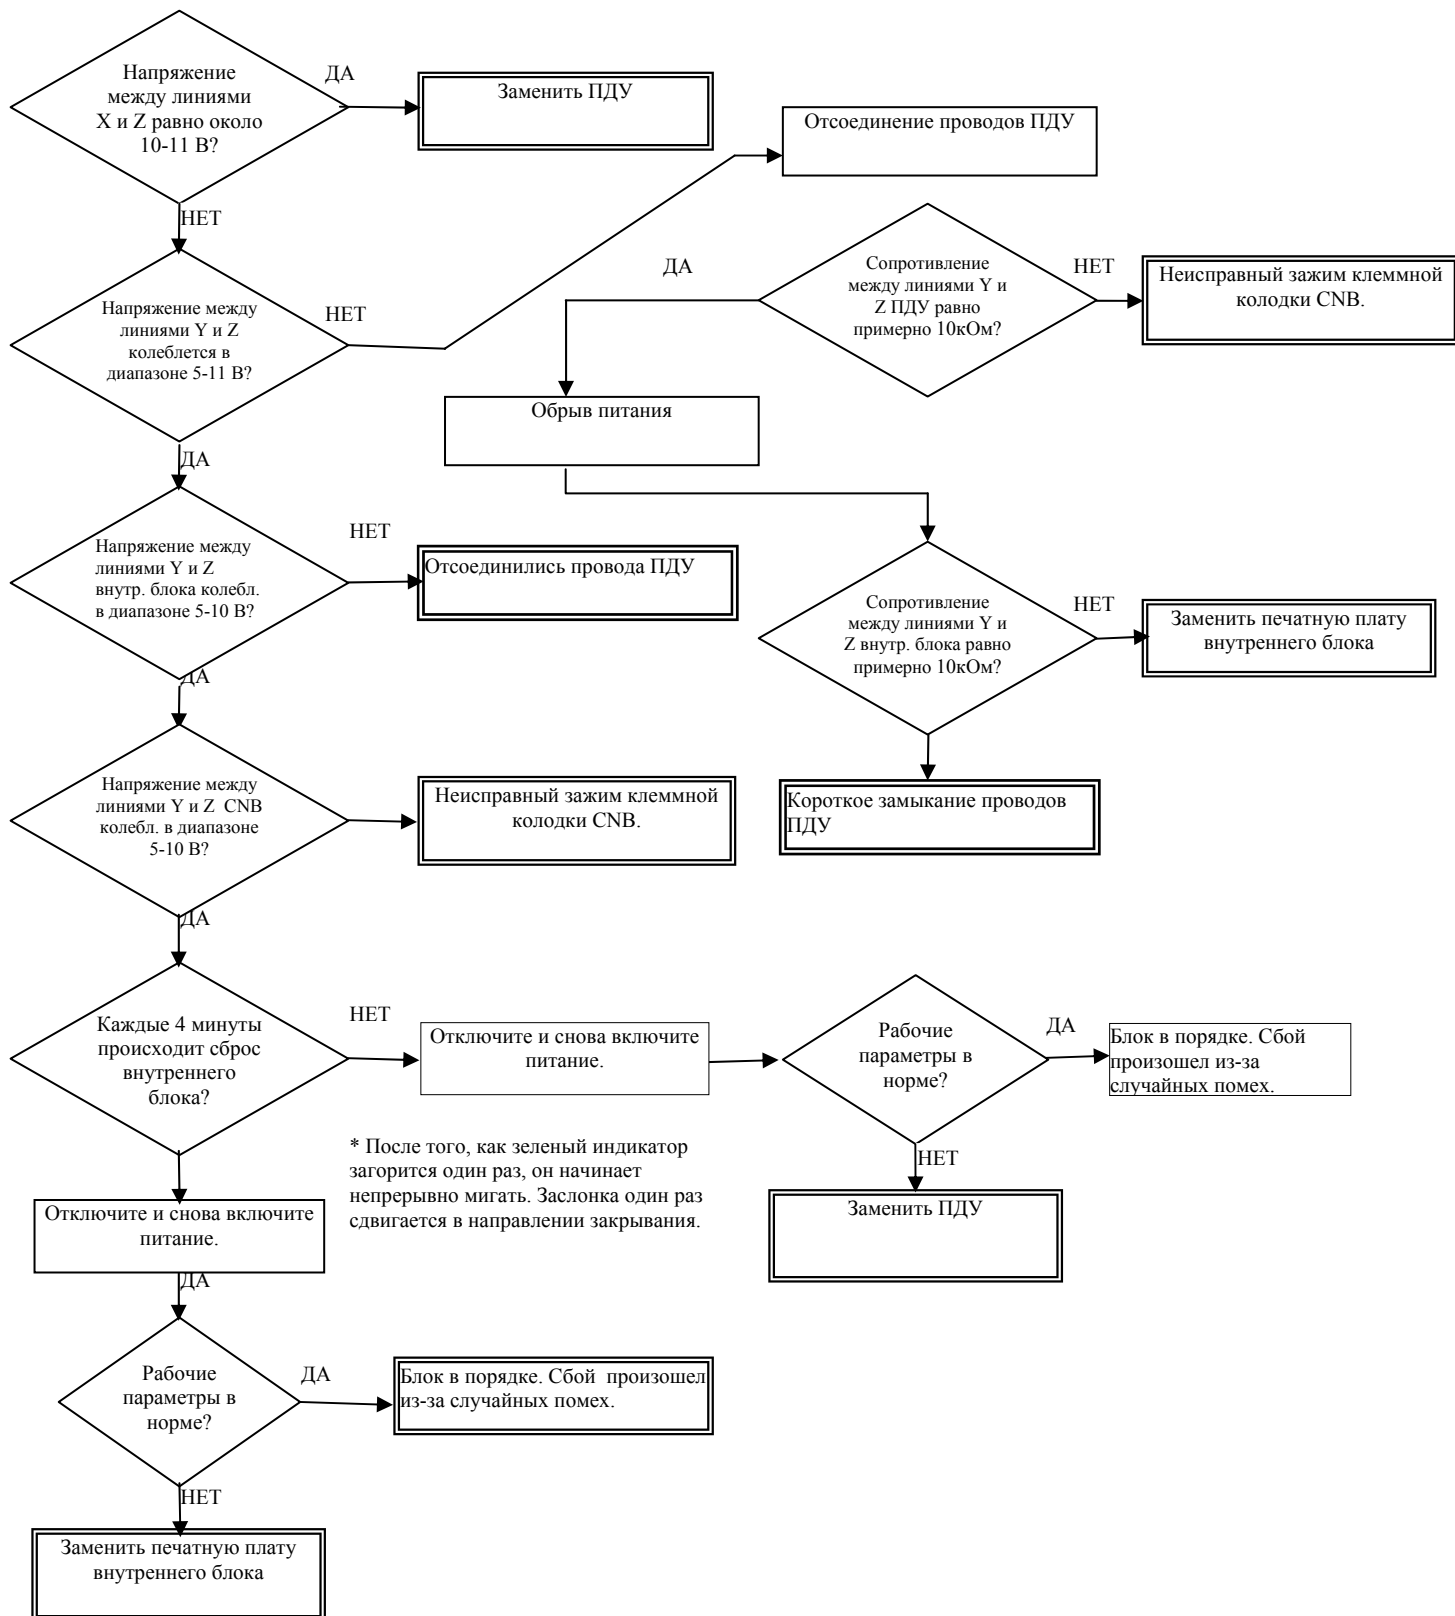 Напряжение
между линиями
X и Z равно около
10-11 В?
ДА
Заменить ПДУ
Отсоединение проводов ПДУ
НЕТ
Напряжение между
линиями Y и Z
колеблется в
диапазоне 5-11 В?
НЕТ
ДА
Сопротивление
между линиями Y и
Z ПДУ равно
примерно 10кОм?
НЕТ
Неисправный зажим клеммной
колодки CNB.
Обрыв питания
ДА
Напряжение между
линиями Y и Z
внутр. блока колебл.
в диапазоне 5-10 В?
НЕТ
Отсоединились провода ПДУ
Сопротивление
между линиями Y и
Z внутр. блока равно
примерно 10кОм?
НЕТ
Заменить печатную плату
внутреннего блока
ДА
Напряжение между
линиями Y и Z CNB
колебл. в диапазоне
5-10 В?
Неисправный зажим клеммной
колодки CNB.
Короткое замыкание проводов
ПДУ
ДА
Каждые 4 минуты
происходит сброс
внутреннего
блока?
НЕТ
Отключите и снова включите
питание.
Рабочие
параметры в
норме?
ДА
Блок в порядке. Сбой
произошел из-за
случайных помех.
* После того, как зеленый индикатор
загорится один раз, он начинает
непрерывно мигать. Заслонка один раз
сдвигается в направлении закрывания.
НЕТ
Заменить ПДУ
Отключите и снова включите
питание.
ДА
Рабочие
параметры в
норме?
ДА
Блок в порядке. Сбой произошел
из-за случайных помех.
НЕТ
Заменить печатную плату
внутреннего блока